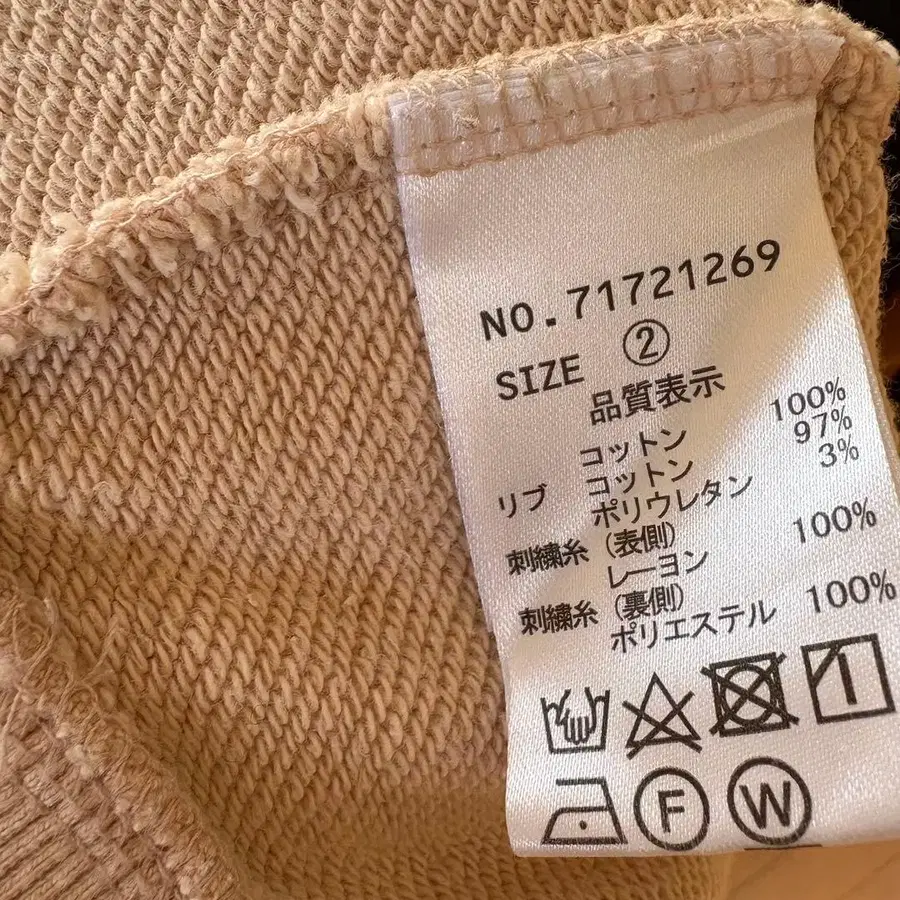 NO.71721269
SIZE ②
品質表示
コットン 100%
リブ コットン 97%
ポリウレタン 3%
刺繍糸 (表側)
レーヨン 100%
刺繍糸 (裏側)
ポリエステル 100%
F W